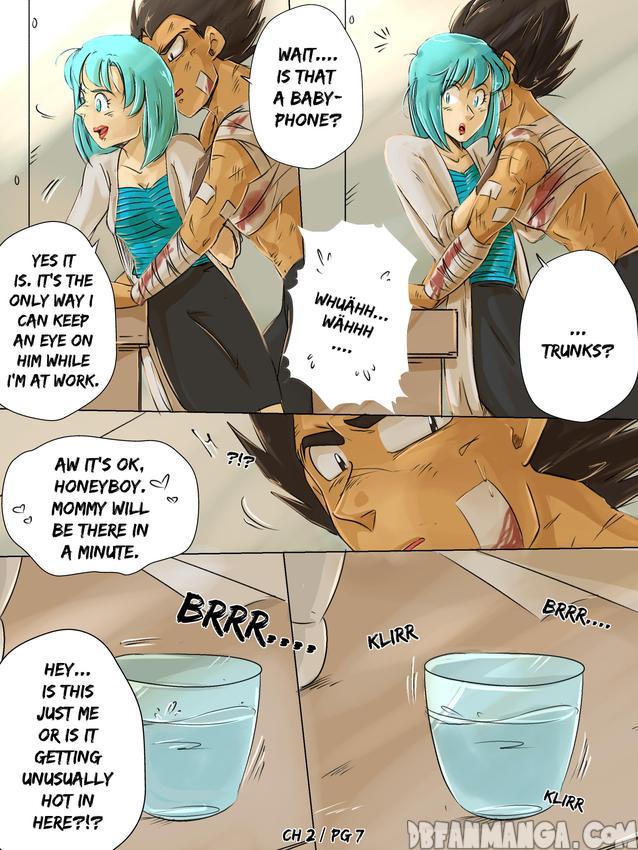 WAIT....
IS THAT
A BABY-
PHONE?
YES IT
IS. IT'S THE
ONLY WAY I
CAN KEEP
AN EYE ON
HIM WHILE
I'M AT WORK.
WHUÄHH...
WÄHHH
....
...
TRUNKS?
?!?
AW IT'S OK,
HONEYBOY.
MOMMY WILL
BE THERE IN
A MINUTE.
BRRR....
HEY...
IS THIS
JUST ME
OR IS IT
GETTING
UNUSUALLY
HOT IN
HERE?!?
KLIRR
BRRR....
KLIRR
CH 2 / PG 7
DBFANMANGA.COM